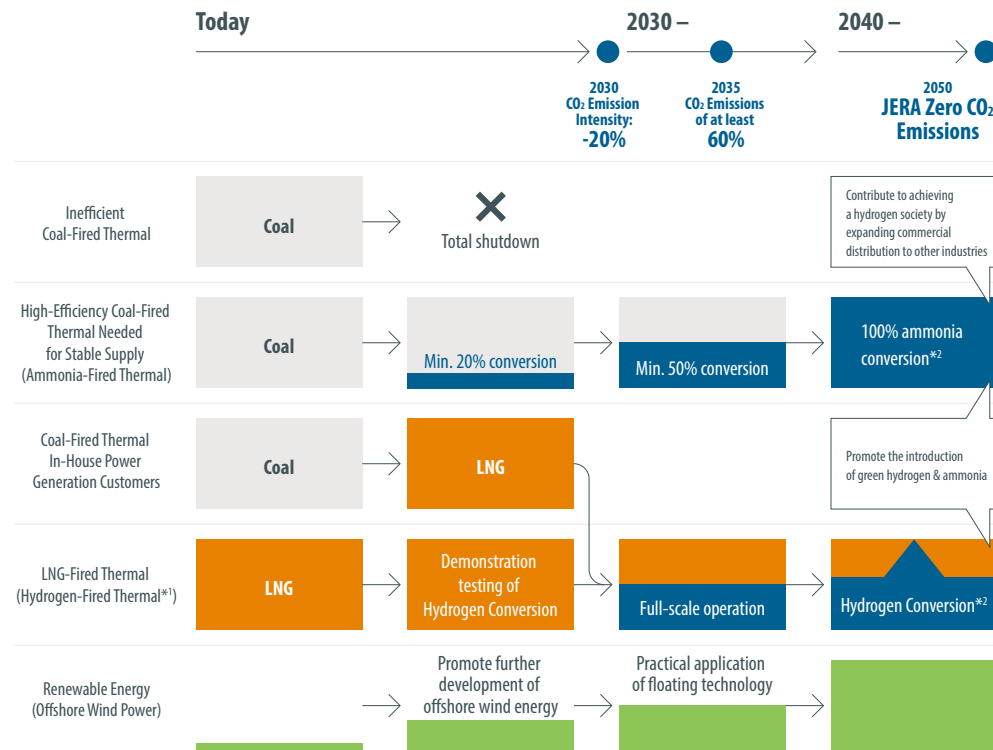 Today
2030 –
2040 –
2030
CO₂ Emission
Intensity:
-20%
2035
CO₂ Emissions
of at least
60%
2050
JERA Zero CO₂
Emissions
Inefficient
Coal-Fired Thermal
Coal
Total shutdown
Contribute to achieving
a hydrogen society by
expanding commercial
distribution to other industries
High-Efficiency Coal-Fired
Thermal Needed
for Stable Supply
(Ammonia-Fired Thermal)
Coal
Min. 20% conversion
Min. 50% conversion
100% ammonia
conversion*²
Coal-Fired Thermal
In-House Power
Generation Customers
Coal
LNG
Promote the introduction
of green hydrogen & ammonia
LNG-Fired Thermal
(Hydrogen-Fired Thermal*¹)
LNG
Demonstration
testing of
Hydrogen Conversion
Full-scale operation
Hydrogen Conversion*²
Renewable Energy
(Offshore Wind Power)
Promote further
development of
offshore wind energy
Practical application
of floating technology